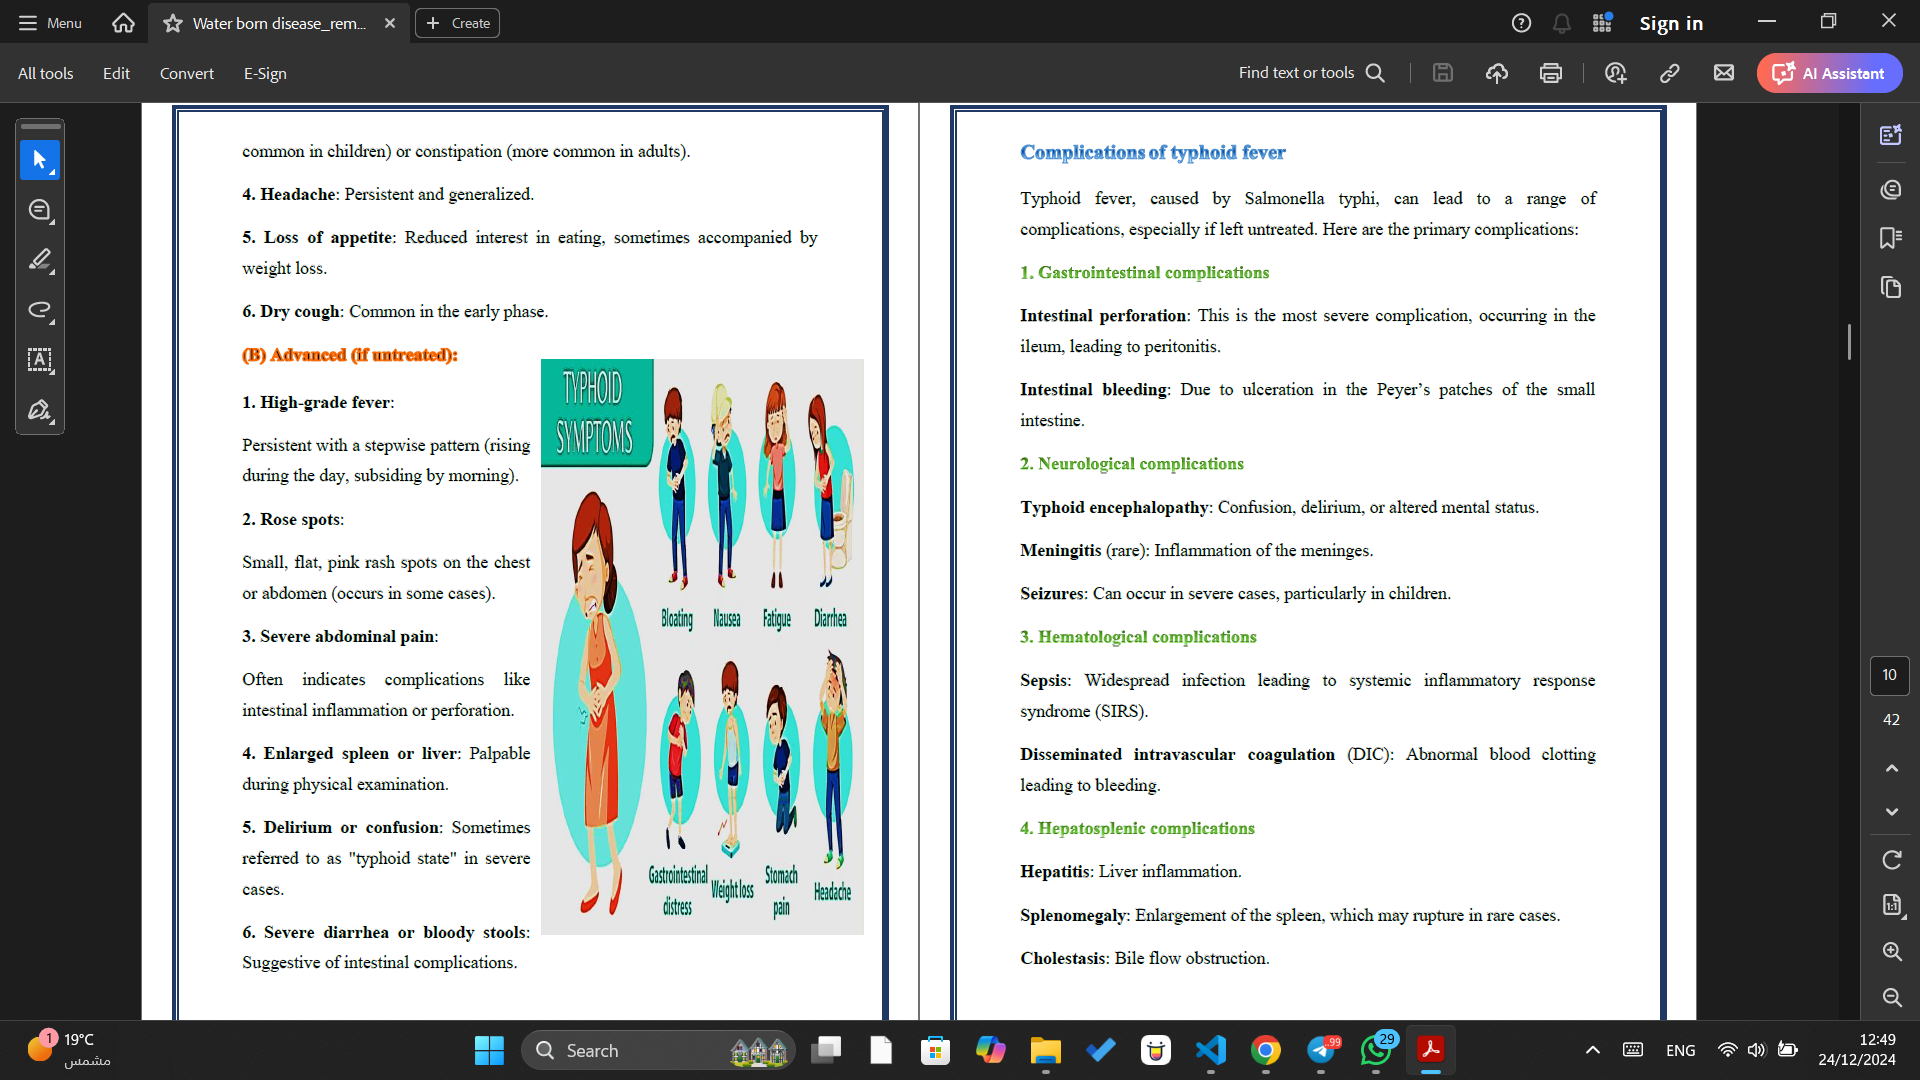 Menu
Water born disease_rem...
Create
Sign in
All tools
Edit
Convert
E-Sign
Find text or tools
AI Assistant
common in children) or constipation (more common in adults).
4. Headache: Persistent and generalized.
5. Loss of appetite: Reduced interest in eating, sometimes accompanied by
weight loss.
6. Dry cough: Common in the early phase.
(B) Advanced (if untreated):
1. High-grade fever:
Persistent with a stepwise pattern (rising
during the day, subsiding by morning).
2. Rose spots:
Small, flat, pink rash spots on the chest
or abdomen (occurs in some cases).
3. Severe abdominal pain:
Often indicates complications like
intestinal inflammation or perforation.
4. Enlarged spleen or liver: Palpable
during physical examination.
5. Delirium or confusion: Sometimes
referred to as "typhoid state" in severe
cases.
6. Severe diarrhea or bloody stools:
Suggestive of intestinal complications.
TYPHOID
SYMPTOMS
Bloating
Nausea
Fatigue
Diarrhea
Gastrointestinal
distress
Weight loss
Stomach
pain
Headache
Complications of typhoid fever
Typhoid fever, caused by Salmonella typhi, can lead to a range of
complications, especially if left untreated. Here are the primary complications:
1. Gastrointestinal complications
Intestinal perforation: This is the most severe complication, occurring in the
ileum, leading to peritonitis.
Intestinal bleeding: Due to ulceration in the Peyer’s patches of the small
intestine.
2. Neurological complications
Typhoid encephalopathy: Confusion, delirium, or altered mental status.
Meningitis (rare): Inflammation of the meninges.
Seizures: Can occur in severe cases, particularly in children.
3. Hematological complications
Sepsis: Widespread infection leading to systemic inflammatory response
syndrome (SIRS).
Disseminated intravascular coagulation (DIC): Abnormal blood clotting
leading to bleeding.
4. Hepatosplenic complications
Hepatitis: Liver inflammation.
Splenomegaly: Enlargement of the spleen, which may rupture in rare cases.
Cholestasis: Bile flow obstruction.
10
42
1:1
1
19°C
مشمس
Search
99
29
ENG
12:49
24/12/2024